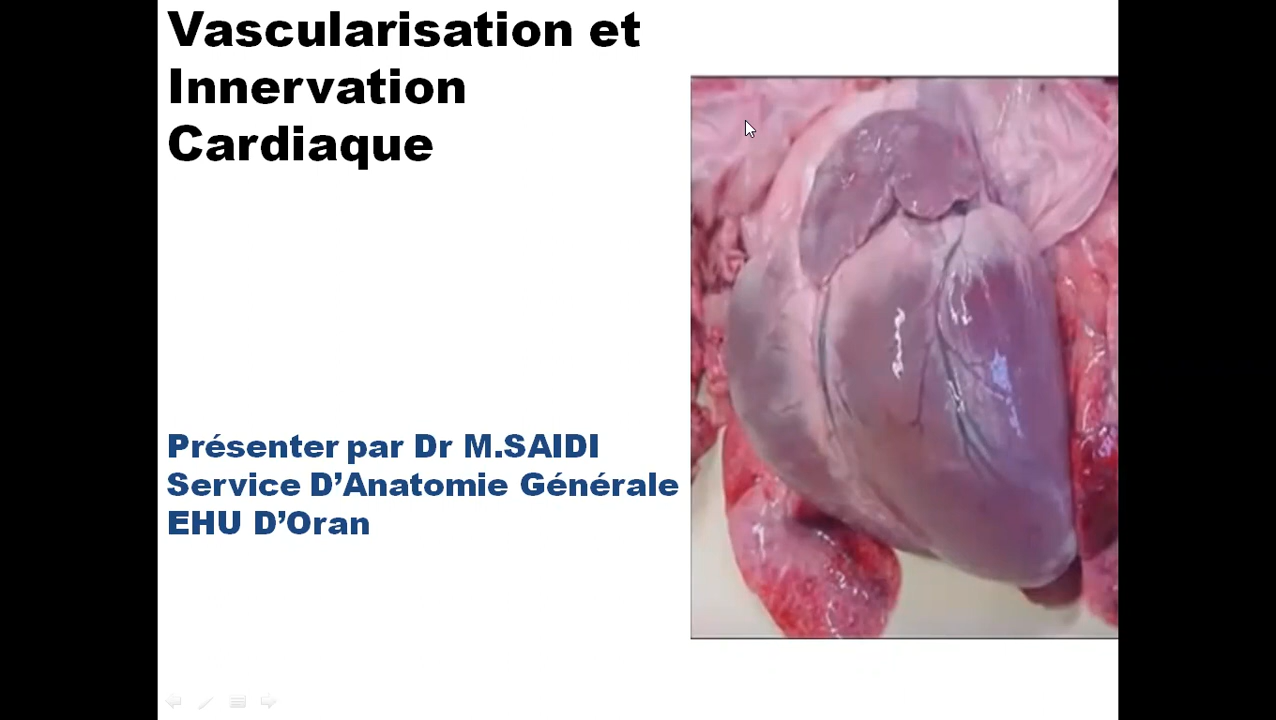 Vascularisation et
Innervation
Cardiaque
Présenter par Dr M.SAIDI
Service D’Anatomie Générale
EHU D’Oran